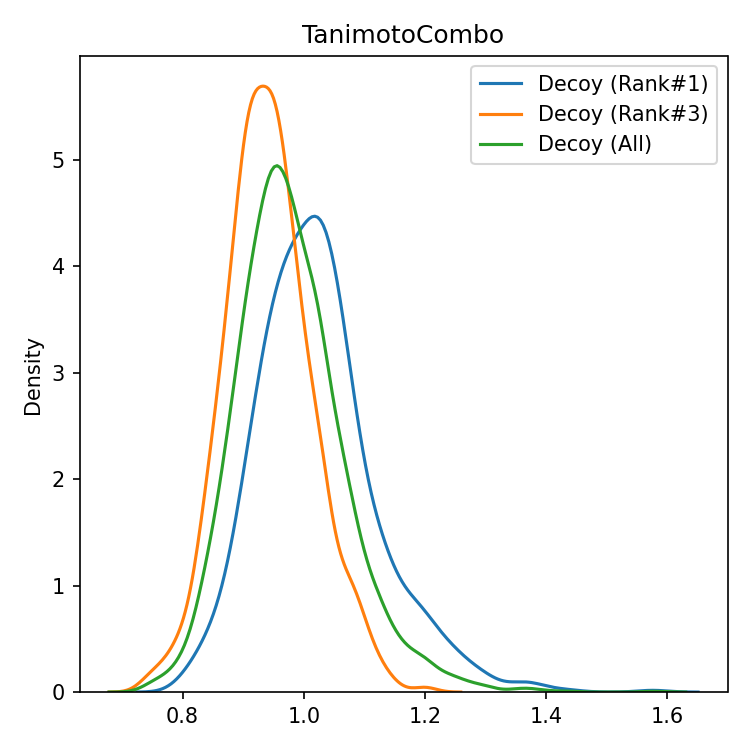 TanimotoCombo
Decoy (Rank#1)
Decoy (Rank#3)
Decoy (All)
Density
5
4
3
2
1
0
0.8 1.0 1.2 1.4 1.6